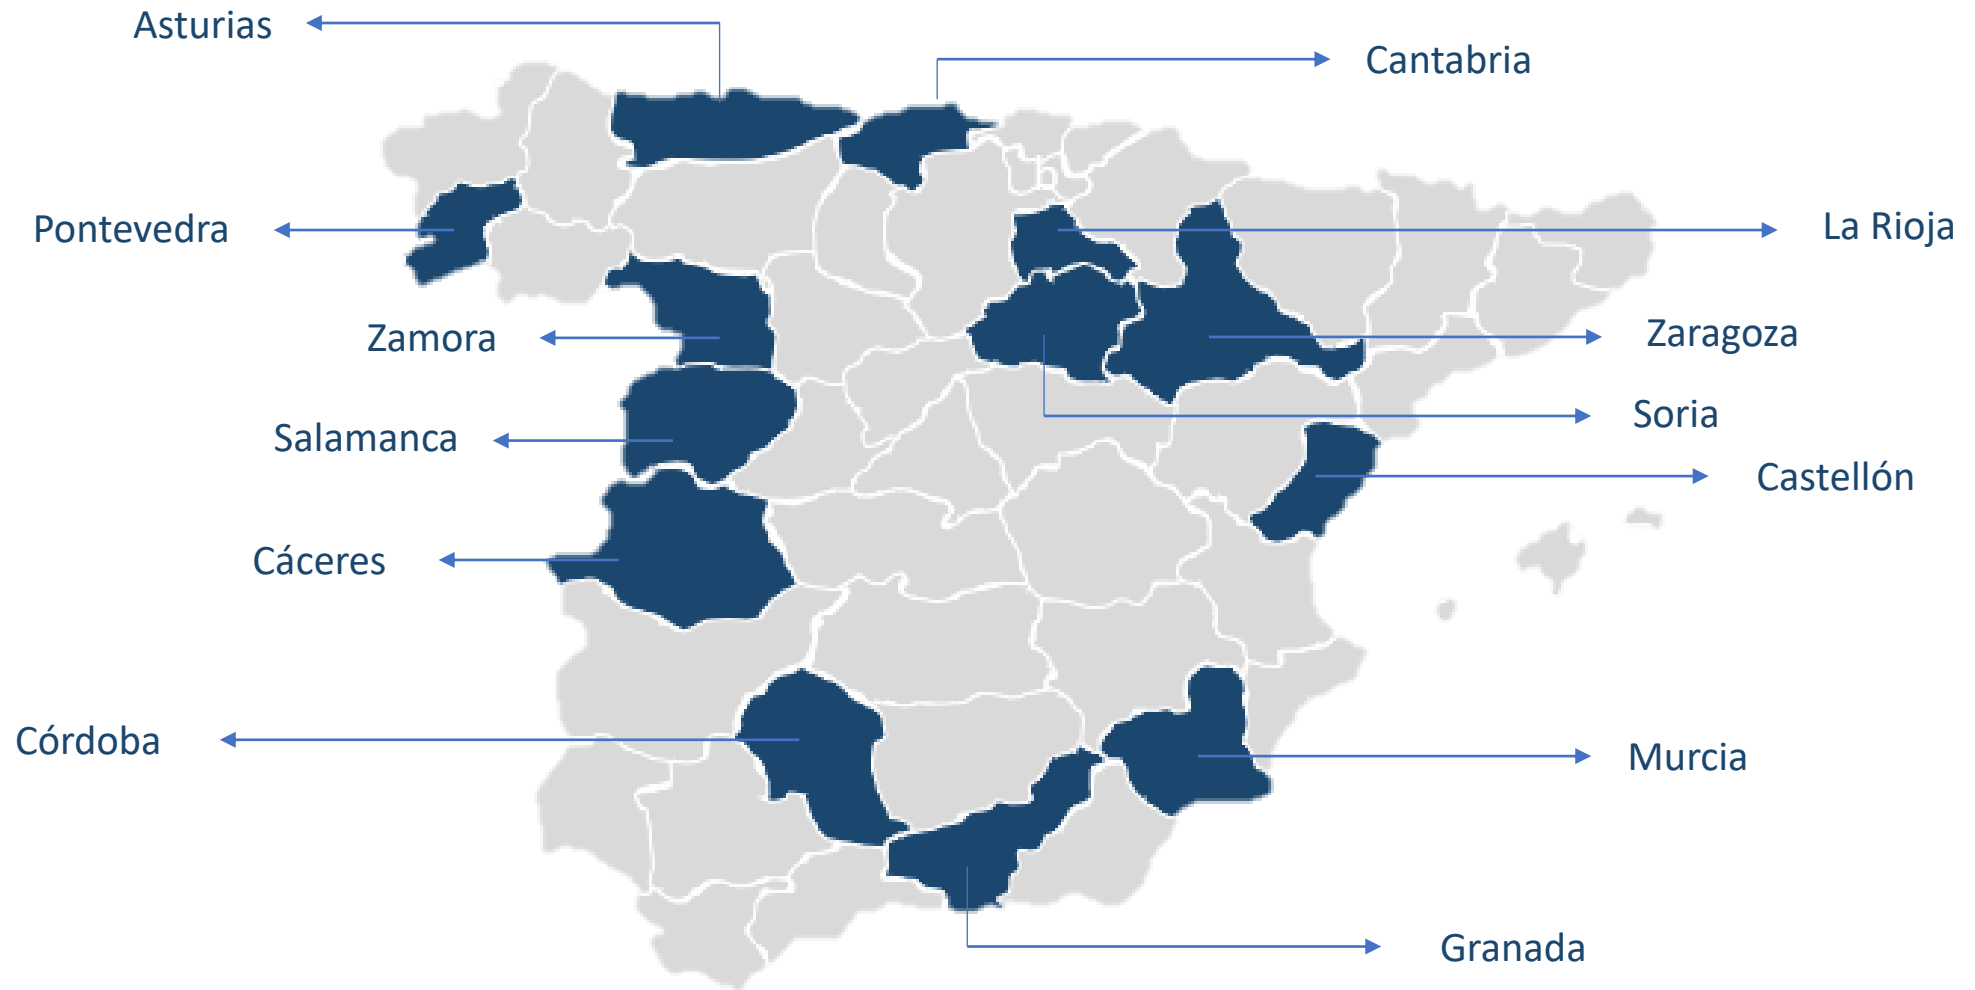 Asturias
Cantabria
Pontevedra
La Rioja
Zamora
Zaragoza
Salamanca
Soria
Castellón
Cáceres
Córdoba
Murcia
Granada